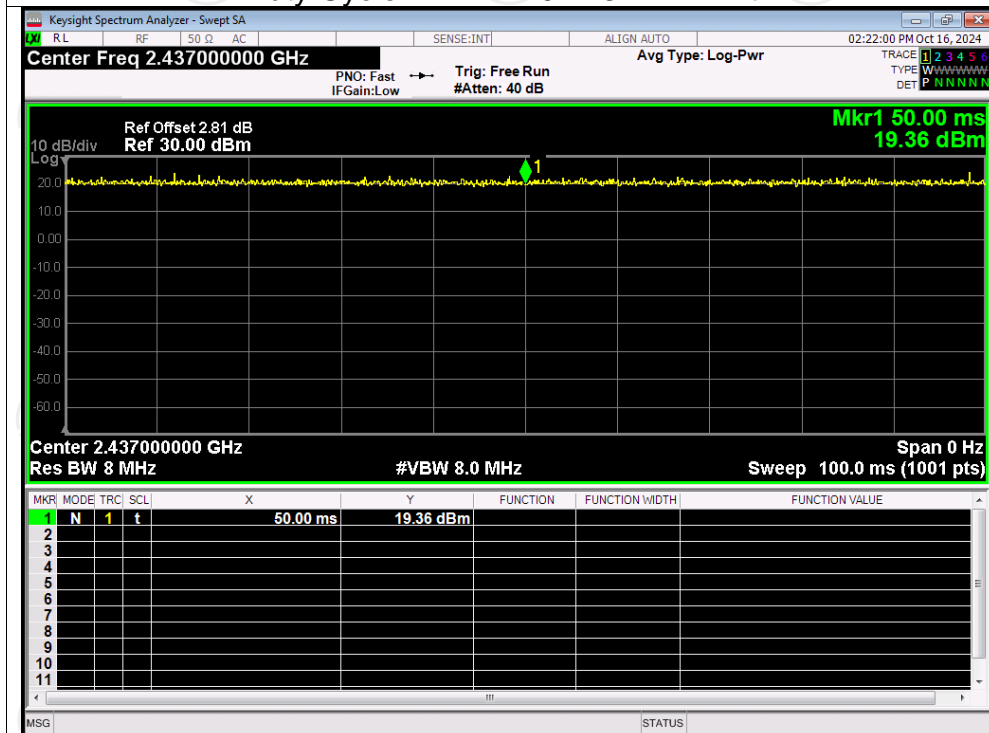 Keysight Spectrum Analyzer - Swept SA
LXI RL RF 50 Ω AC SENSE:INT ALIGN AUTO 02:22:00 PM Oct 16, 2024
Center Freq 2.437000000 GHz Avg Type: Log-Pwr TRACE 1 2 3 4 5 6
PNO: Fast Trig: Free Run TYPE WWWWWW
IFGain:Low #Atten: 40 dB DET P N N N N N
Mkr1 50.00 ms
19.36 dBm
Ref Offset 2.81 dB
10 dB/div Ref 30.00 dBm
Log
1
20.0
10.0
0.00
-10.0
-20.0
-30.0
-40.0
-50.0
-60.0
Center 2.437000000 GHz Span 0 Hz
Res BW 8 MHz #VBW 8.0 MHz Sweep 100.0 ms (1001 pts)
MKR MODE TRC SCL X Y FUNCTION FUNCTION WIDTH FUNCTION VALUE
1 N 1 t 50.00 ms 19.36 dBm
2
3
4
5
6
7
8
9
10
11
MSG STATUS